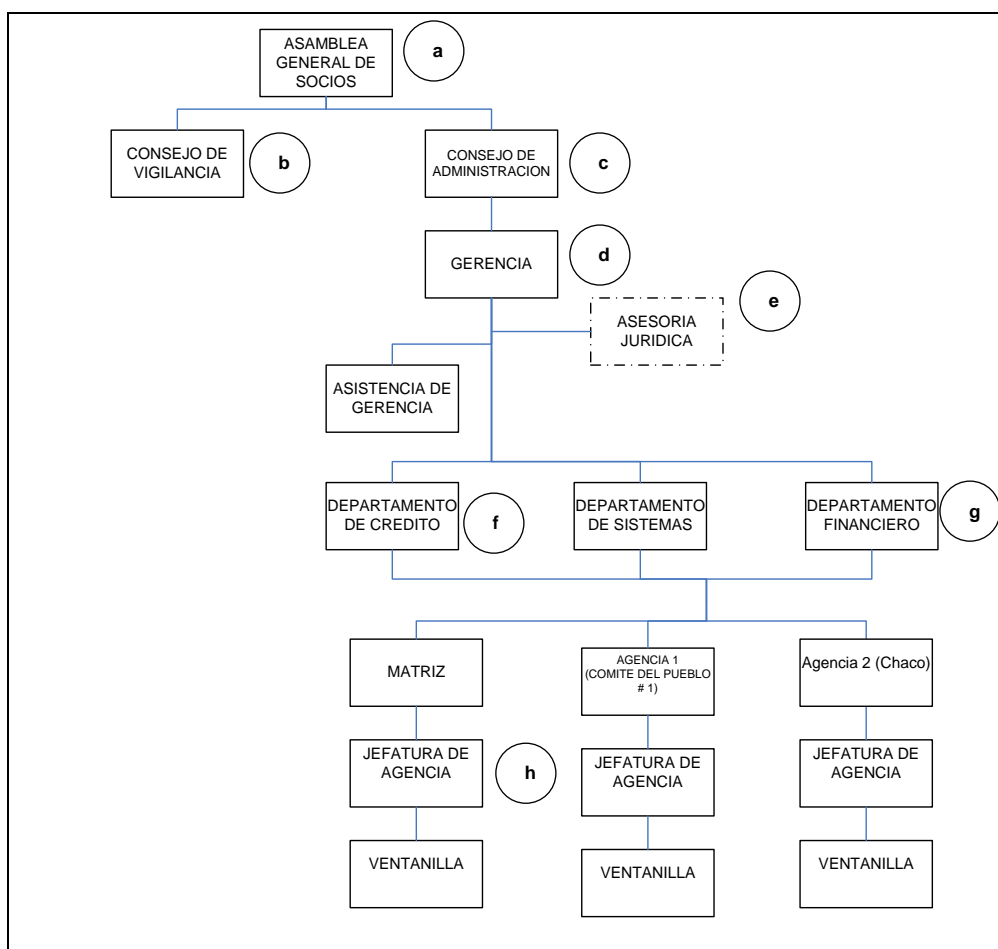 ASAMBLEA
GENERAL DE
SOCIOS
a
CONSEJO DE
VIGILANCIA
b
CONSEJO DE
ADMINISTRACION
c
GERENCIA
d
e
ASESORIA
JURIDICA
ASISTENCIA DE
GERENCIA
DEPARTAMENTO
DE CREDITO
f
DEPARTAMENTO
DE SISTEMAS
DEPARTAMENTO
FINANCIERO
g
MATRIZ
AGENCIA 1
(COMITE DEL PUEBLO
# 1)
Agencia 2 (Chaco)
JEFATURA DE
AGENCIA
h
JEFATURA DE
AGENCIA
JEFATURA DE
AGENCIA
VENTANILLA
VENTANILLA
VENTANILLA